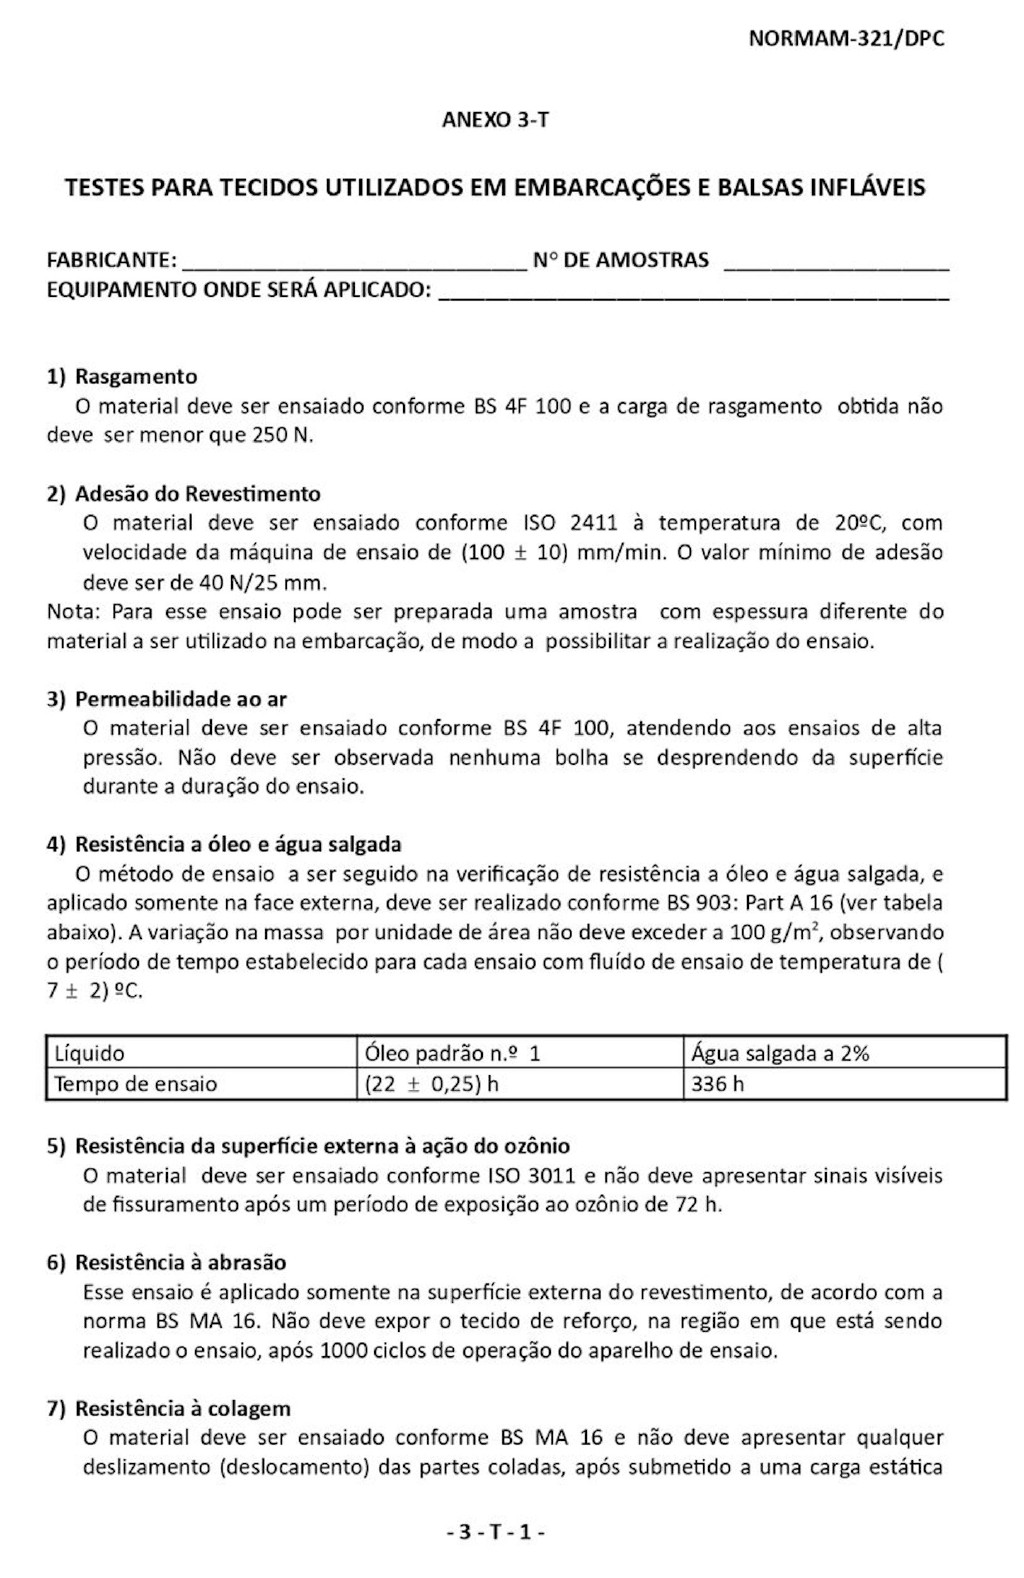 NORMAM-321/DPC
ANEXO 3-T
TESTES PARA TECIDOS UTILIZADOS EM EMBARCAÇÕES E BALSAS INFLÁVEIS
FABRICANTE: ______________________________ N° DE AMOSTRAS ____________________
EQUIPAMENTO ONDE SERÁ APLICADO: ____________________________________________
1) Rasgamento
O material deve ser ensaiado conforme BS 4F 100 e a carga de rasgamento obtida não
deve ser menor que 250 N.
2) Adesão do Revestimento
O material deve ser ensaiado conforme ISO 2411 à temperatura de 20ºC, com
velocidade da máquina de ensaio de (100 ± 10) mm/min. O valor mínimo de adesão
deve ser de 40 N/25 mm.
Nota: Para esse ensaio pode ser preparada uma amostra com espessura diferente do
material a ser utilizado na embarcação, de modo a possibilitar a realização do ensaio.
3) Permeabilidade ao ar
O material deve ser ensaiado conforme BS 4F 100, atendendo aos ensaios de alta
pressão. Não deve ser observada nenhuma bolha se desprendendo da superfície
durante a duração do ensaio.
4) Resistência a óleo e água salgada
O método de ensaio a ser seguido na verificação de resistência a óleo e água salgada, e
aplicado somente na face externa, deve ser realizado conforme BS 903: Part A 16 (ver tabela
abaixo). A variação na massa por unidade de área não deve exceder a 100 g/m², observando
o período de tempo estabelecido para cada ensaio com fluído de ensaio de temperatura de (
7 ± 2) ºC.
Líquido Óleo padrão n.º 1 Água salgada a 2%
Tempo de ensaio (22 ± 0,25) h 336 h
5) Resistência da superfície externa à ação do ozônio
O material deve ser ensaiado conforme ISO 3011 e não deve apresentar sinais visíveis
de fissuramento após um período de exposição ao ozônio de 72 h.
6) Resistência à abrasão
Esse ensaio é aplicado somente na superfície externa do revestimento, de acordo com a
norma BS MA 16. Não deve expor o tecido de reforço, na região em que está sendo
realizado o ensaio, após 1000 ciclos de operação do aparelho de ensaio.
7) Resistência à colagem
O material deve ser ensaiado conforme BS MA 16 e não deve apresentar qualquer
deslizamento (deslocamento) das partes coladas, após submetido a uma carga estática
- 3 - T - 1 -